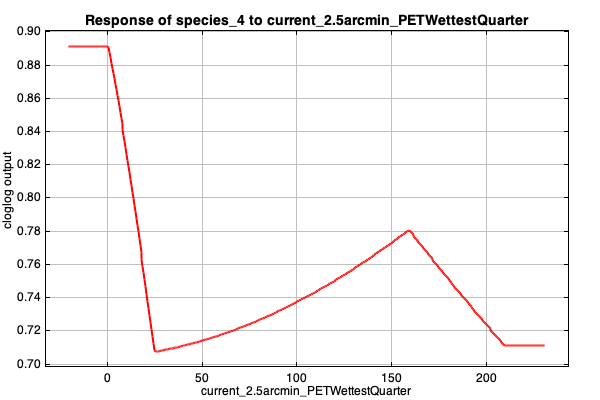 Response of species_4 to current_2.5arcmin_PETWettestQuarter
0.90
0.88
0.86
0.84
0.82
0.80
0.78
0.76
0.74
0.72
0.70
cloglog output
0 50 100 150 200
current_2.5arcmin_PETWettestQuarter